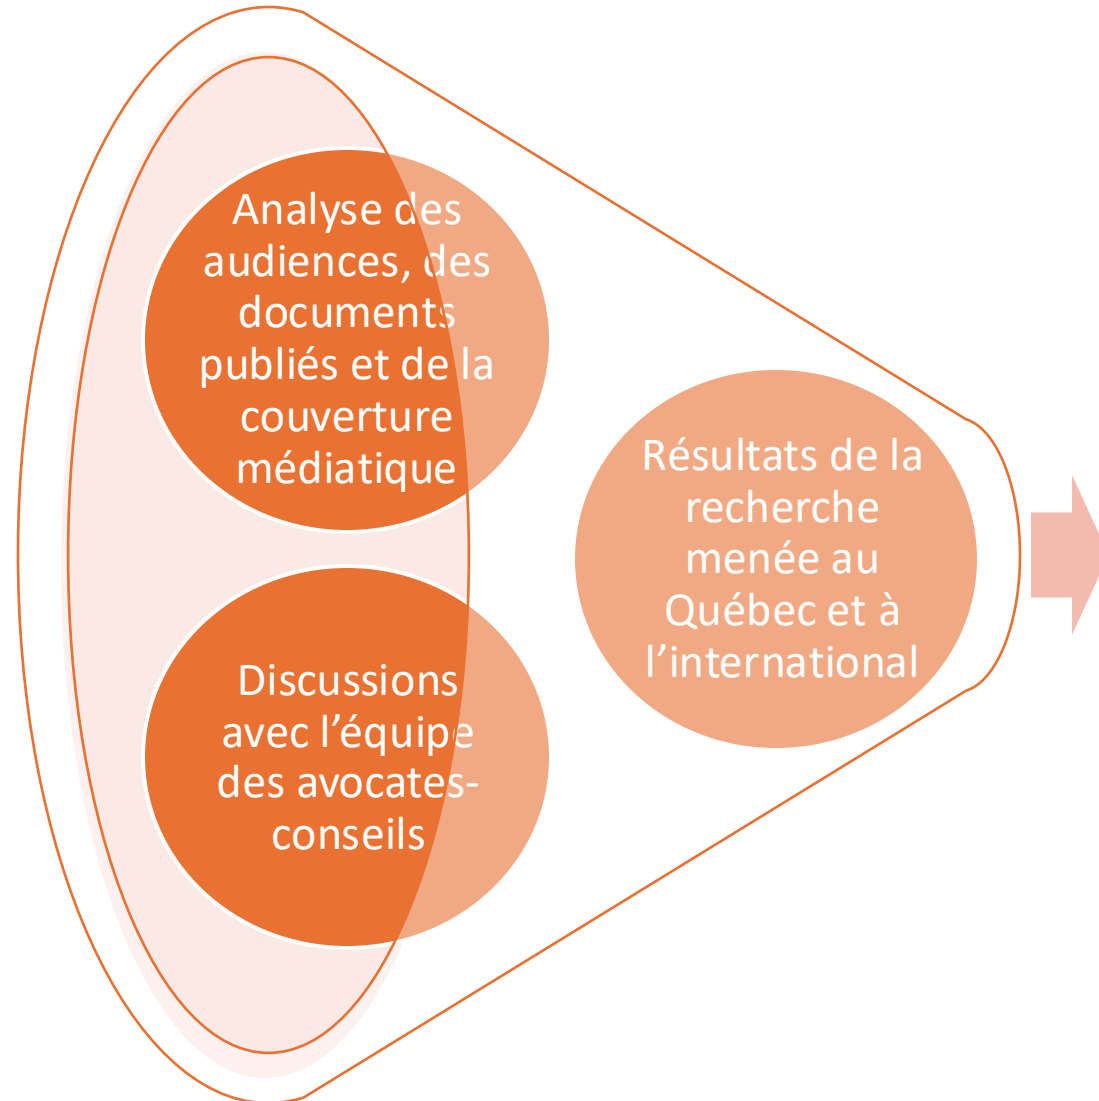 Analyse des
audiences, des
documents
publiés et de la
couverture
médiatique
Discussions
avec l’équipe
des avocates-
conseils
Résultats de la
recherche
menée au
Québec et à
l’international